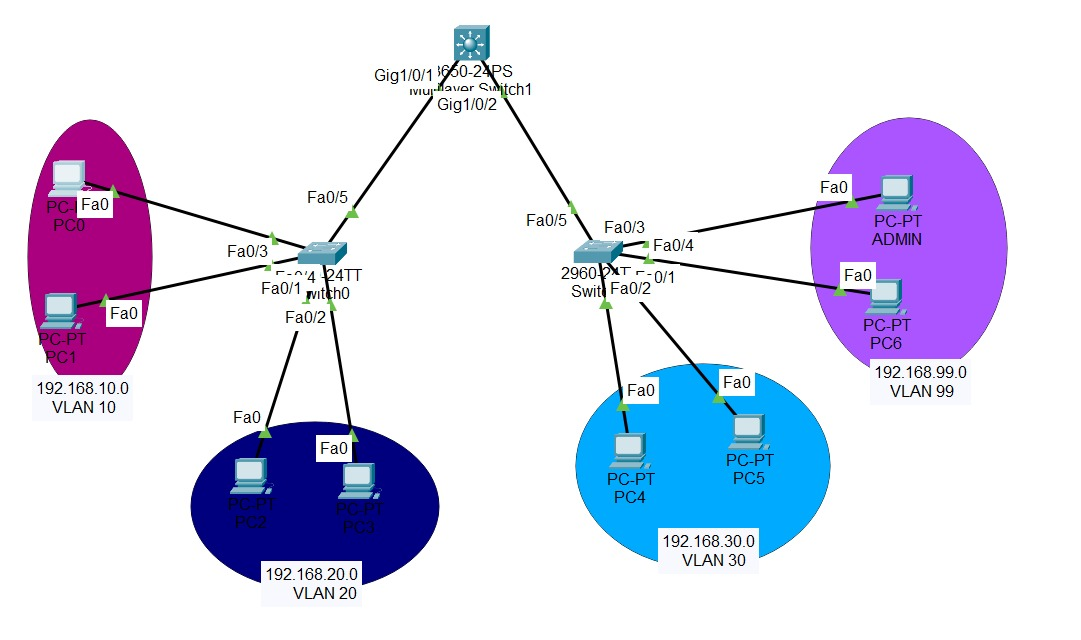 Gig1/0/1
Gig1/0/2
Fa0/5
Fa0/5
Fa0
PC0
Fa0/3
Fa0/1
Fa0/2
Fa0
PC-PT
PC1
192.168.10.0
VLAN 10
Fa0/3
Fa0/4
Fa0/2
Fa0
PC-PT
ADMIN
Fa0
PC-PT
PC6
192.168.99.0
VLAN 99
Fa0
PC-PT
PC2
Fa0
PC-PT
PC3
192.168.20.0
VLAN 20
Fa0
PC-PT
PC4
Fa0
PC-PT
PC5
192.168.30.0
VLAN 30